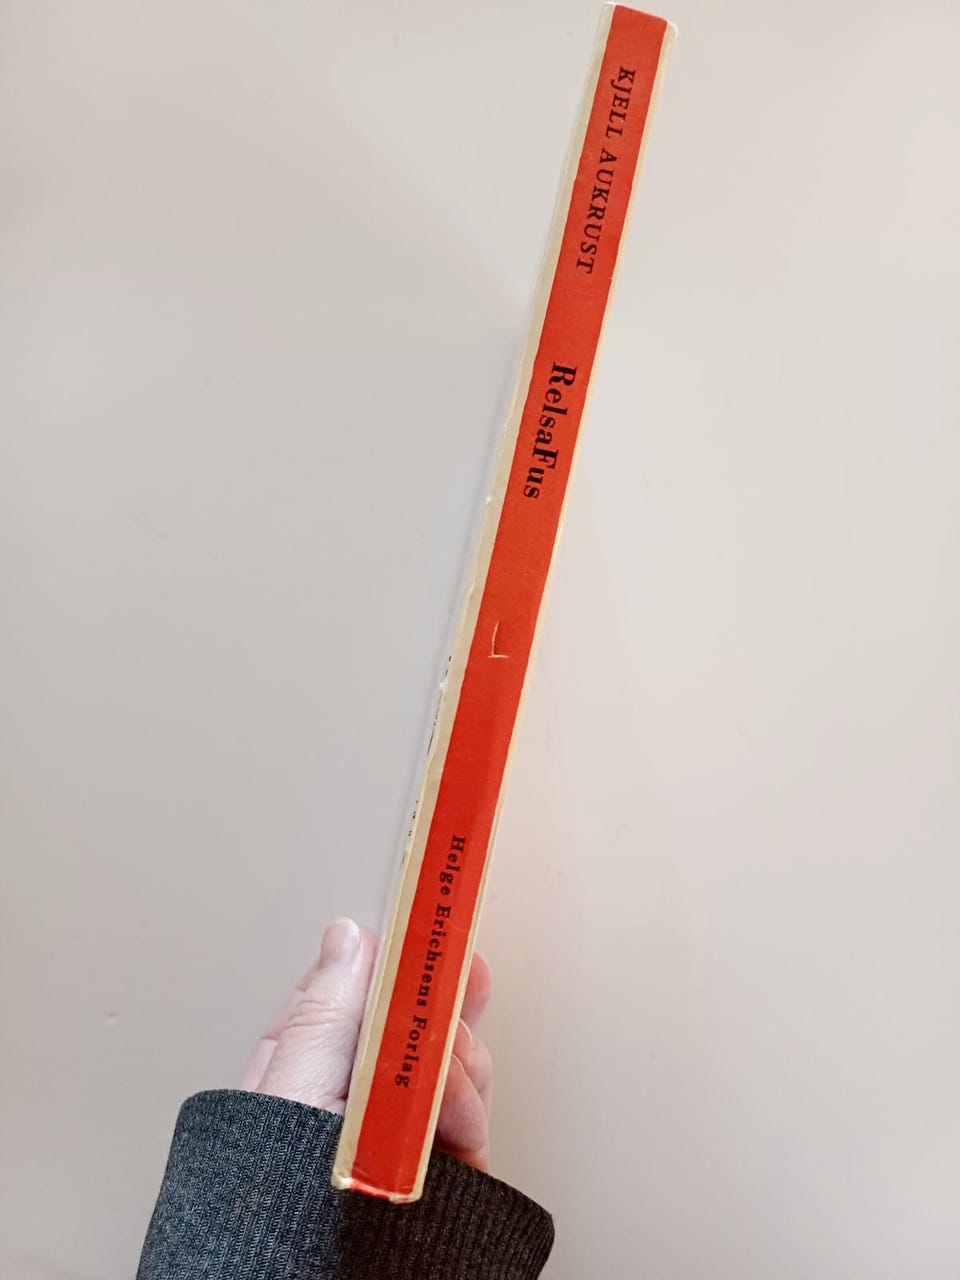 KJELL AUKRUST
RelsaFus
Helge Erichsens Forlag